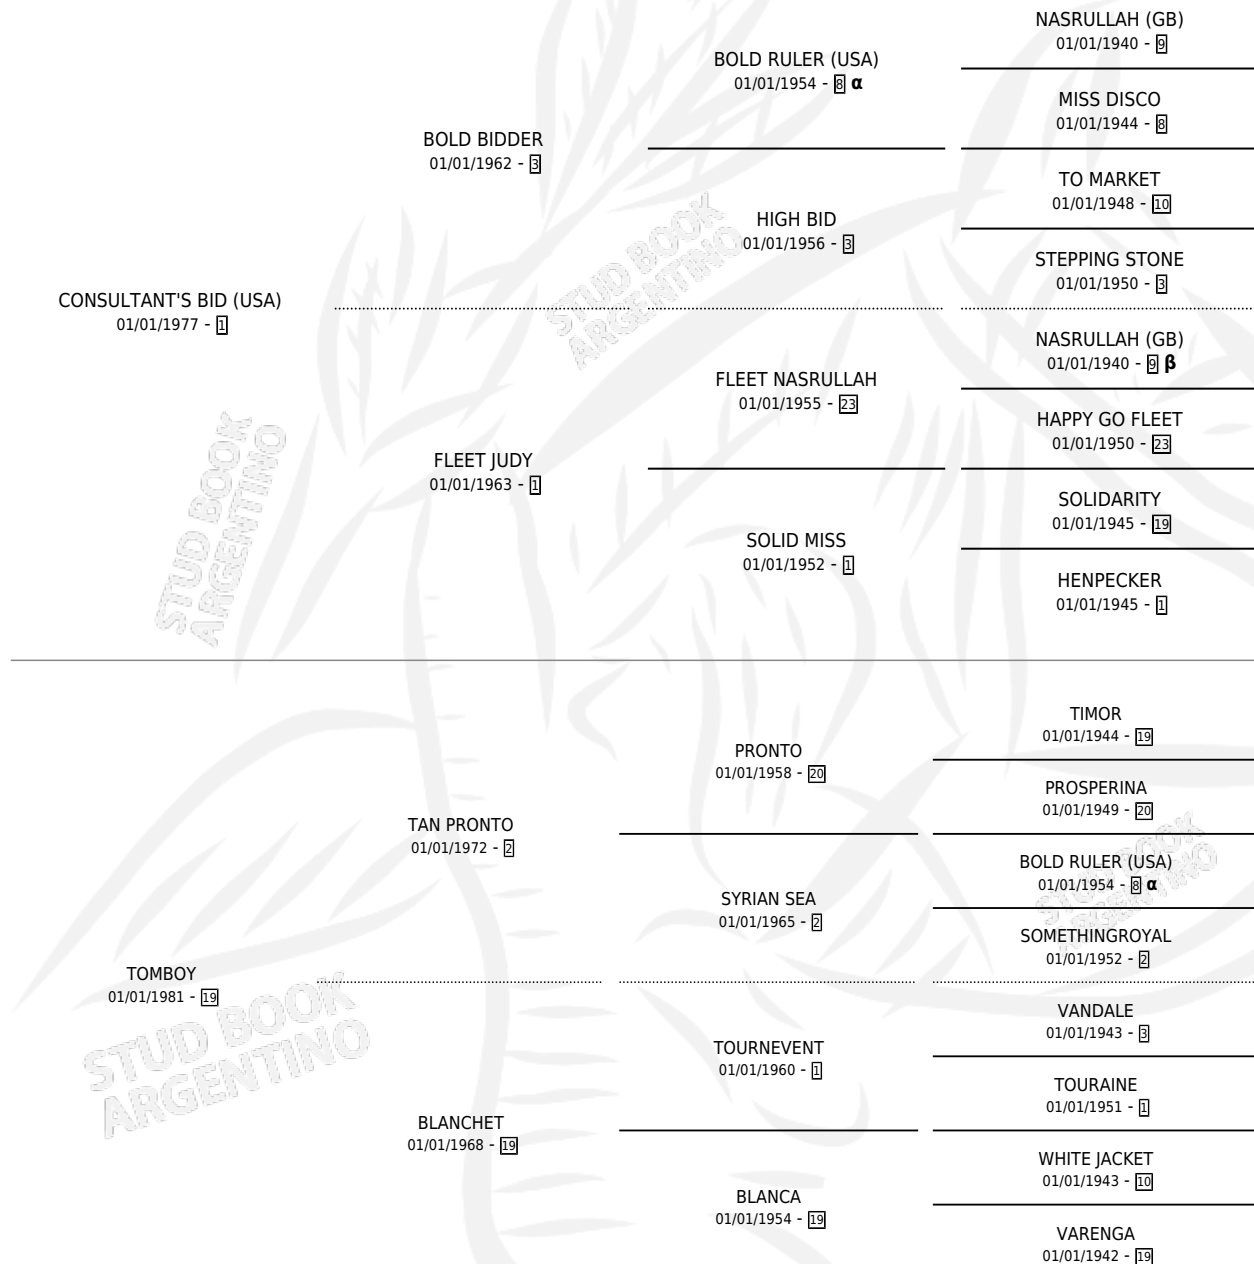 NASRULLAH (GB)
01/01/1940 - 9
BOLD RULER (USA)
01/01/1954 - 8 α
MISS DISCO
01/01/1944 - 8
BOLD BIDDER
01/01/1962 - 3
TO MARKET
01/01/1948 - 10
HIGH BID
01/01/1956 - 3
STEPPING STONE
01/01/1950 - 3
CONSULTANT'S BID (USA)
01/01/1977 - 1
NASRULLAH (GB)
01/01/1940 - 9 β
FLEET NASRULLAH
01/01/1955 - 23
HAPPY GO FLEET
01/01/1950 - 23
FLEET JUDY
01/01/1963 - 1
SOLIDARITY
01/01/1945 - 19
SOLID MISS
01/01/1952 - 1
HENPECKER
01/01/1945 - 1
TIMOR
01/01/1944 - 19
PRONTO
01/01/1958 - 20
PROSPERINA
01/01/1949 - 20
TAN PRONTO
01/01/1972 - 2
BOLD RULER (USA)
01/01/1954 - 8 α
SYRIAN SEA
01/01/1965 - 2
SOMETHINGROYAL
01/01/1952 - 2
TOMBOY
01/01/1981 - 19
VANDALE
01/01/1943 - 3
TOURNEVENT
01/01/1960 - 1
TOURAINE
01/01/1951 - 1
BLANCHET
01/01/1968 - 19
WHITE JACKET
01/01/1943 - 10
BLANCA
01/01/1954 - 19
VARENGA
01/01/1942 - 19
STUD BOOK
ARGENTINO
STUD BOOK
ARGENTINO
STUD BOOK
ARGENTINO
STUD BOOK
ARGENTINO